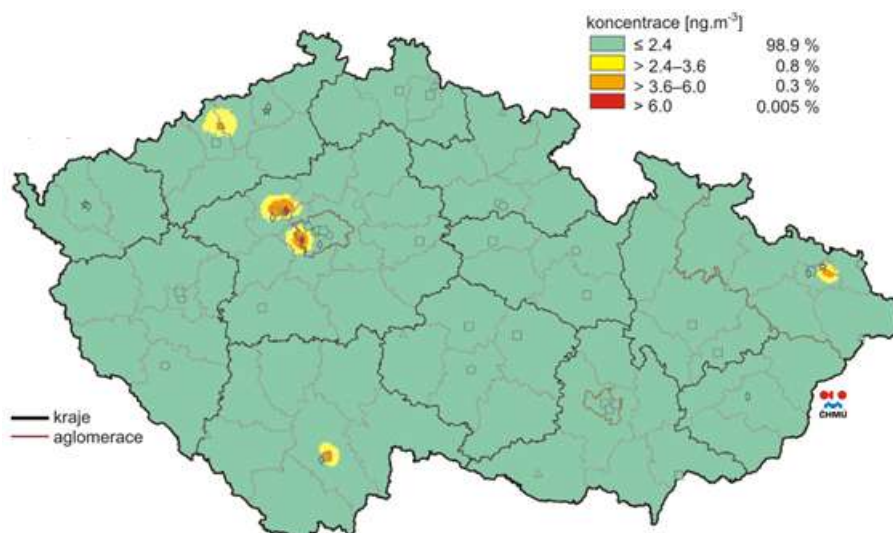 koncentrace [ng.m⁻³]
≤ 2.4 98.9 %
> 2.4–3.6 0.8 %
> 3.6–6.0 0.3 %
> 6.0 0.005 %
kraje
aglomerace
ČHMÚ